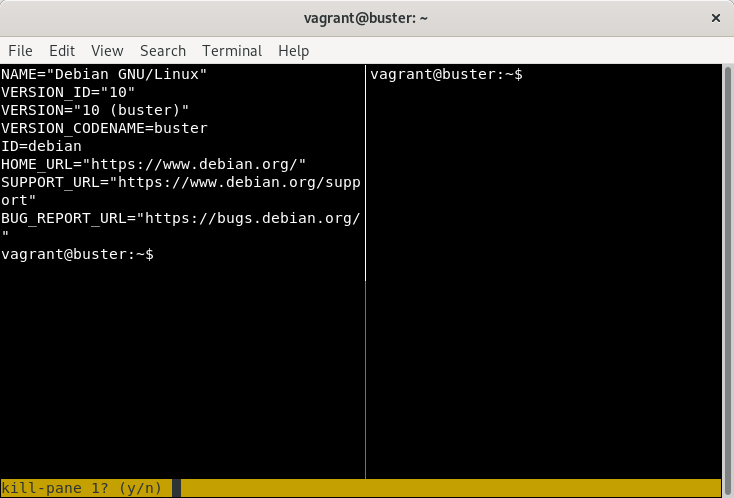 vagrant@buster: ~
File Edit View Search Terminal Help
NAME="Debian GNU/Linux"
VERSION_ID="10"
VERSION="10 (buster)"
VERSION_CODENAME=buster
ID=debian
HOME_URL="https://www.debian.org/"
SUPPORT_URL="https://www.debian.org/supp
ort"
BUG_REPORT_URL="https://bugs.debian.org/
"
vagrant@buster:~$
vagrant@buster:~$
kill-pane 1? (y/n)